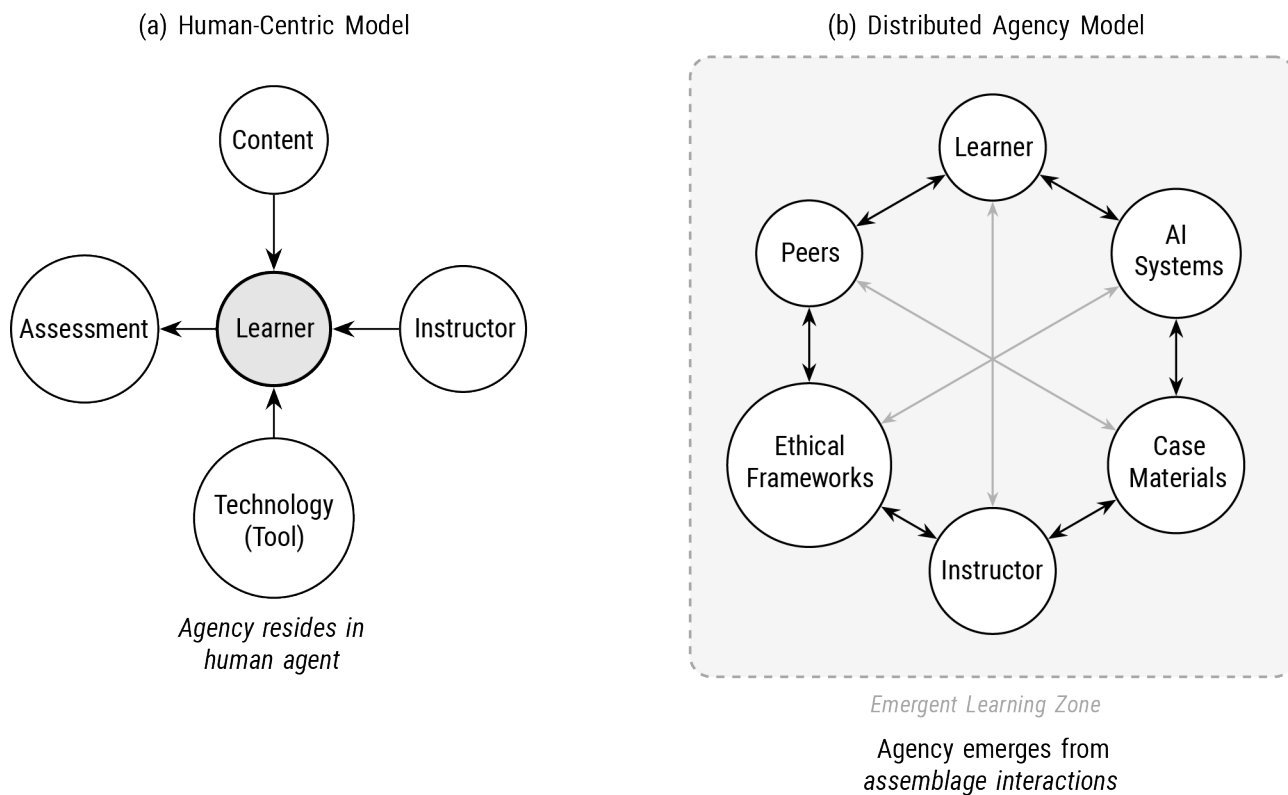 (a) Human-Centric Model
Content
Assessment
Learner
Instructor
Technology
(Tool)
Agency resides in
human agent
(b) Distributed Agency Model
Learner
Peers
AI
Systems
Ethical
Frameworks
Case
Materials
Instructor
Emergent Learning Zone
Agency emerges from
assemblage interactions